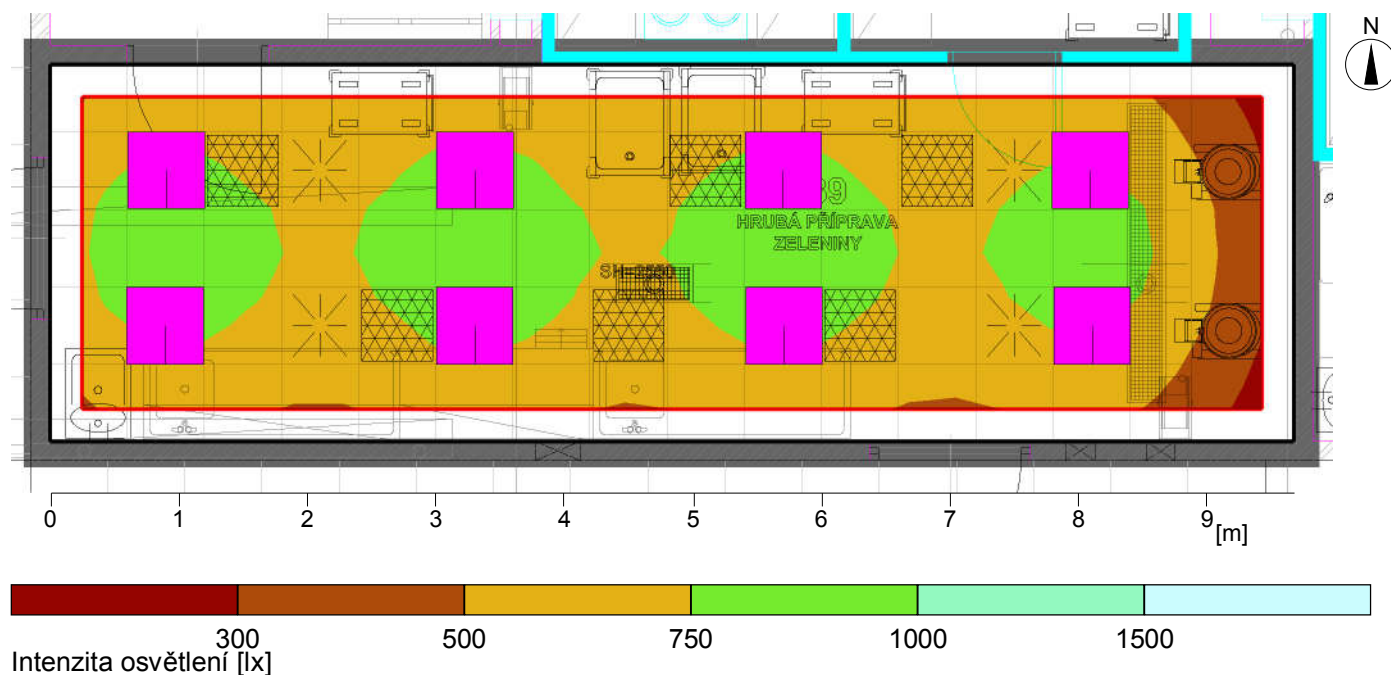 N
HRUBÁ PŘÍPRAVA
ZELENINY
0 1 2 3 4 5 6 7 8 9 [m]
300 500 750 1000 1500
Intenzita osvětlení [lx]